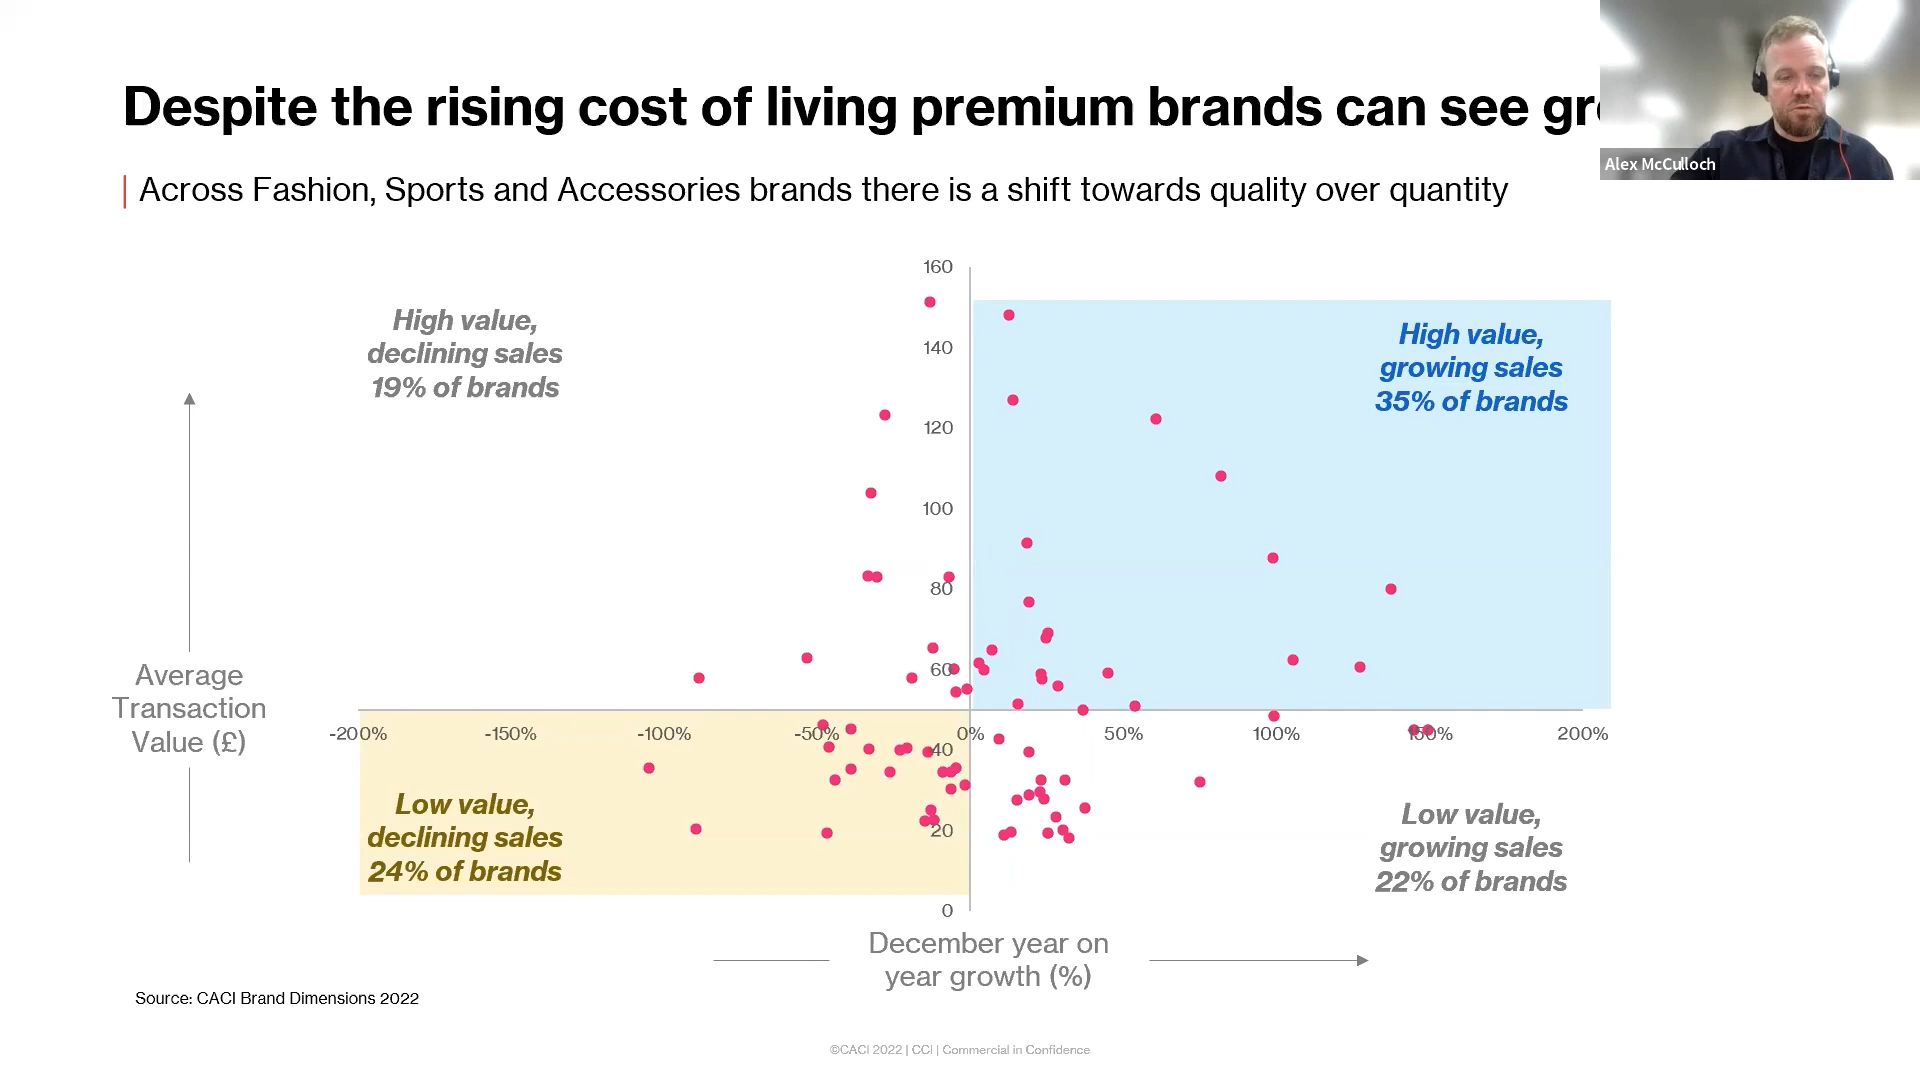 Despite the rising cost of living premium brands can see
Alex McCulloch
Across Fashion, Sports and Accessories brands there is a shift towards quality over quantity
High value,
declining sales
19% of brands
High value,
growing sales
35% of brands
160
140
120
100
80
60
40
20
0
Average
Transaction
Value (£)
-200%
-150%
-100%
-50%
0%
50%
100%
150%
200%
Low value,
declining sales
24% of brands
Low value,
growing sales
22% of brands
December year on
year growth (%)
Source: CACI Brand Dimensions 2022
©CACI 2022 | CCI | Commercial in Confidence